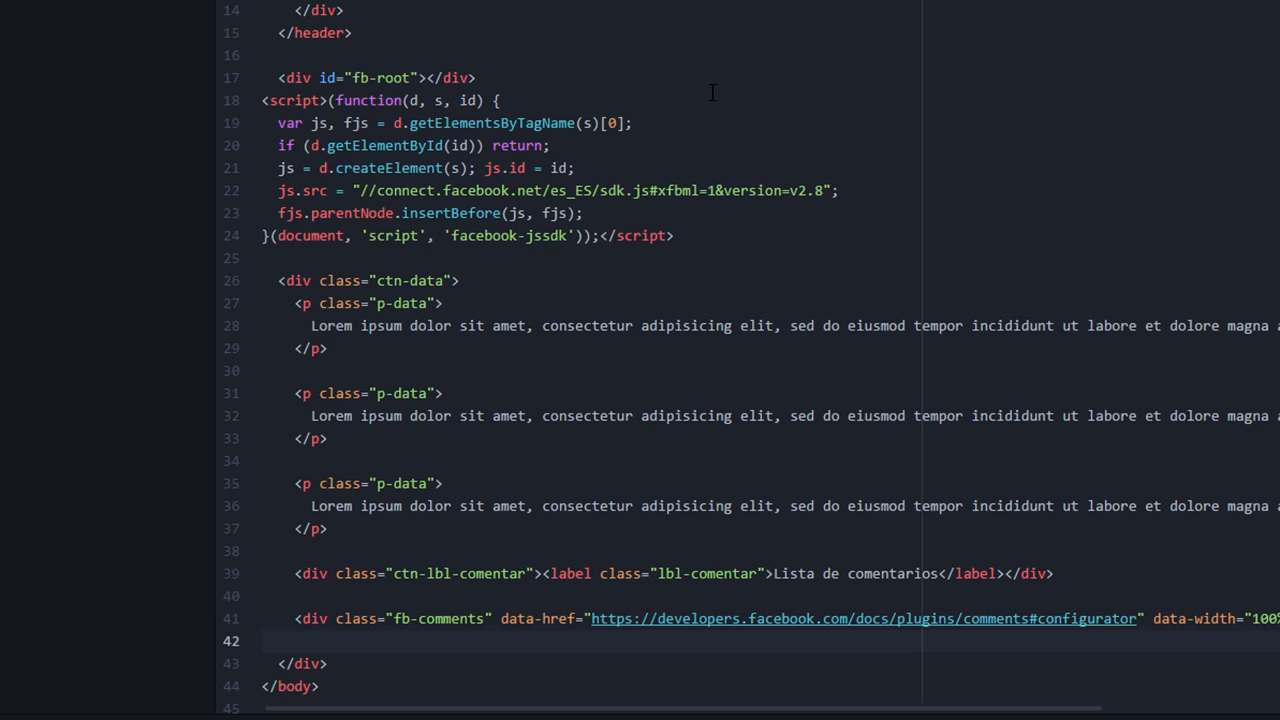 14 </div>
15 </header>
16
17 <div id="fb-root"></div>
18 <script>(function(d, s, id) {
19 var js, fjs = d.getElementsByTagName(s)[0];
20 if (d.getElementById(id)) return;
21 js = d.createElement(s); js.id = id;
22 js.src = "//connect.facebook.net/es_ES/sdk.js#xfbml=1&version=v2.8";
23 fjs.parentNode.insertBefore(js, fjs);
24 }(document, 'script', 'facebook-jssdk'));</script>
25
26 <div class="ctn-data">
27 <p class="p-data">
28 Lorem ipsum dolor sit amet, consectetur adipisicing elit, sed do eiusmod tempor incididunt ut labore et dolore magna a
29 </p>
30
31 <p class="p-data">
32 Lorem ipsum dolor sit amet, consectetur adipisicing elit, sed do eiusmod tempor incididunt ut labore et dolore magna a
33 </p>
34
35 <p class="p-data">
36 Lorem ipsum dolor sit amet, consectetur adipisicing elit, sed do eiusmod tempor incididunt ut labore et dolore magna a
37 </p>
38
39 <div class="ctn-lbl-comentar"><label class="lbl-comentar">Lista de comentarios</label></div>
40
41 <div class="fb-comments" data-href="https://developers.facebook.com/docs/plugins/comments#configurator" data-width="100%
42
43 </div>
44 </body>
45